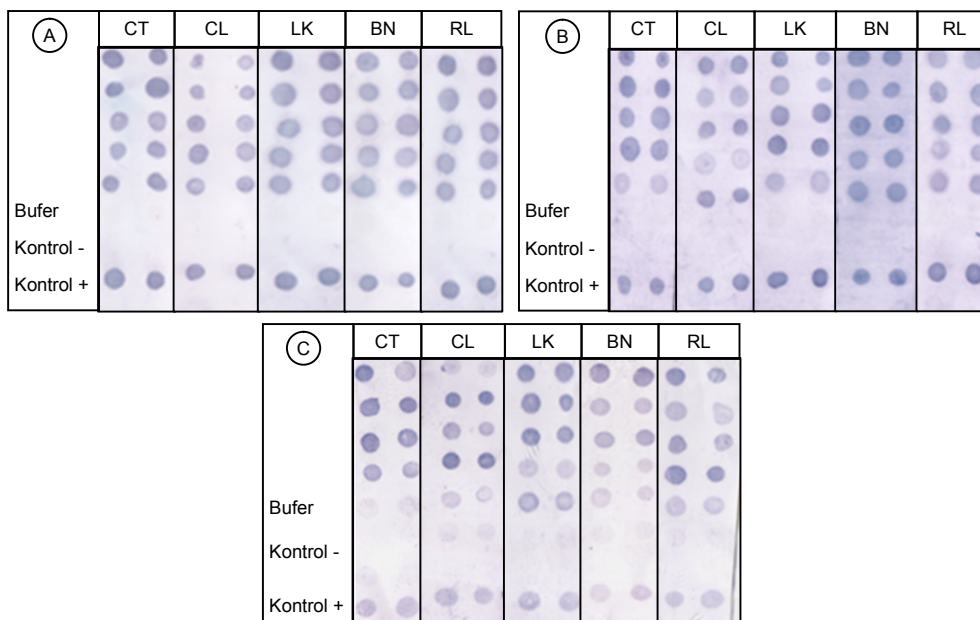 A CT CL LK BN RL
Bufer
Kontrol -
Kontrol +
B CT CL LK BN RL
Bufer
Kontrol -
Kontrol +
C CT CL LK BN RL
Bufer
Kontrol -
Kontrol +